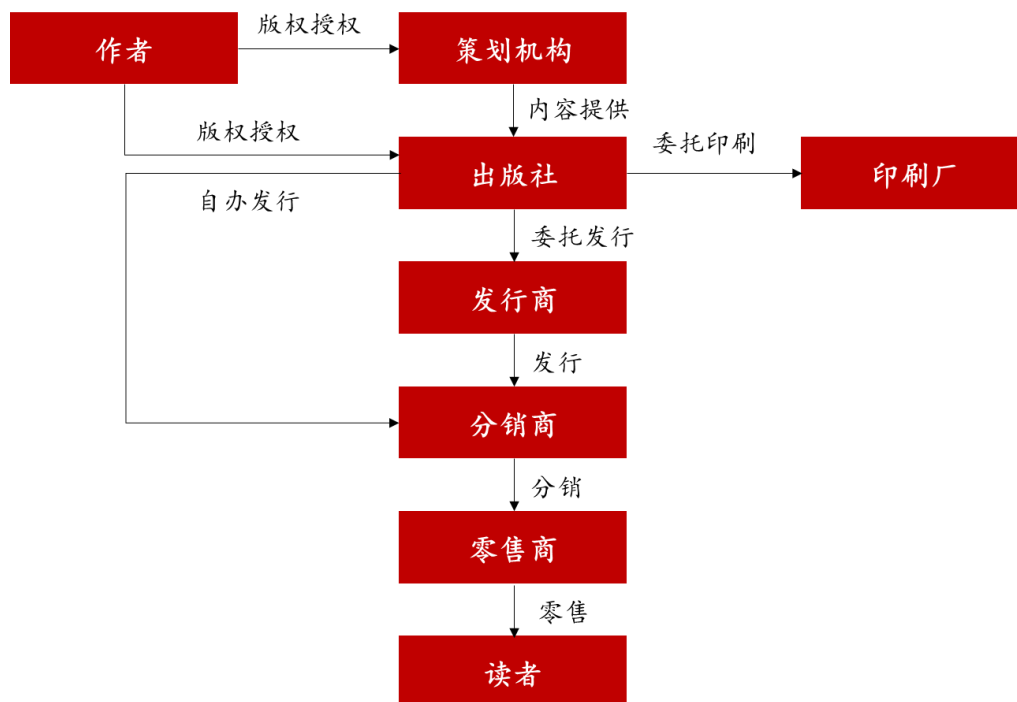 版权授权
作者
策划机构
内容提供
版权授权
委托印刷
出版社
印刷厂
自办发行
委托发行
发行商
发行
分销商
分销
零售商
零售
读者